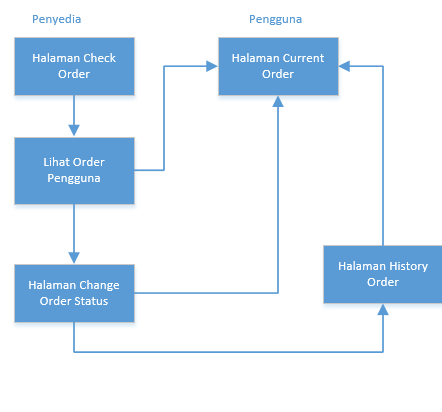 Penyedia
Pengguna
Halaman Check
Order
Halaman Current
Order
Lihat Order
Pengguna
Halaman Change
Order Status
Halaman History
Order